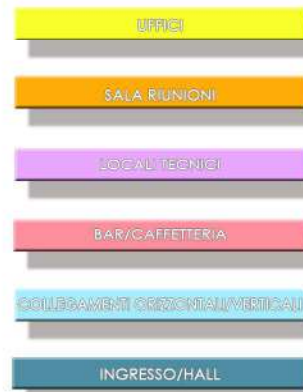 UFFICI
SALA RIUNIONI
LOCALI TECNICI
BAR/CAFFETTERIA
COLLEGAMENTI ORIZZONTALI/VERTICALI
INGRESSO/HALL